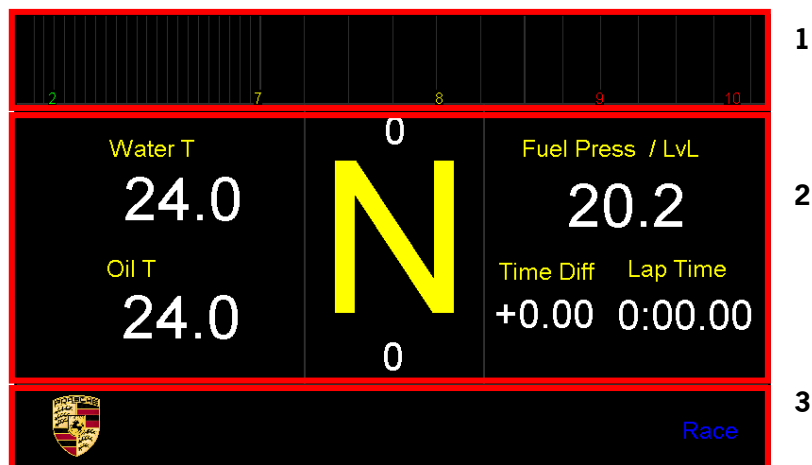 1
2 7 8 9 10
0
Water T
Fuel Press / LvL
24.0
N
20.2
2
Oil T
Time Diff
Lap Time
24.0
+0.00
0:00.00
0
3
PORSCHE
Race